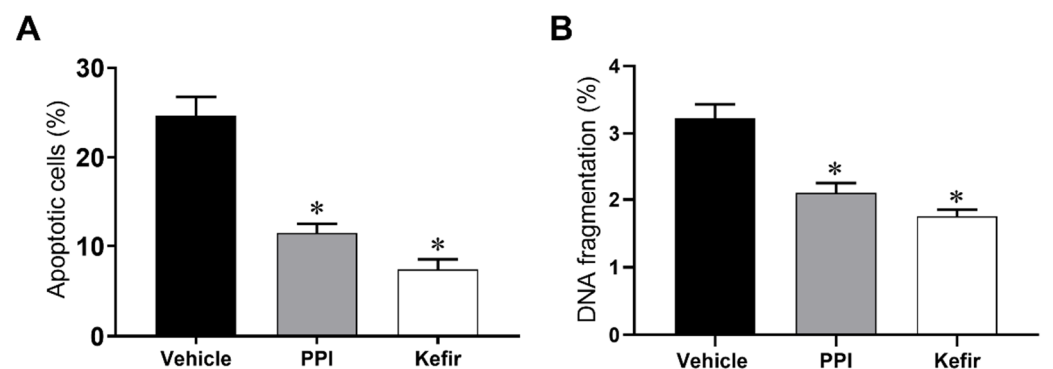 A
Apoptotic cells (%)
30
20
10
0
*
*
Vehicle PPI Kefir
B
DNA fragmentation (%)
4
3
2
1
0
*
*
Vehicle PPI Kefir